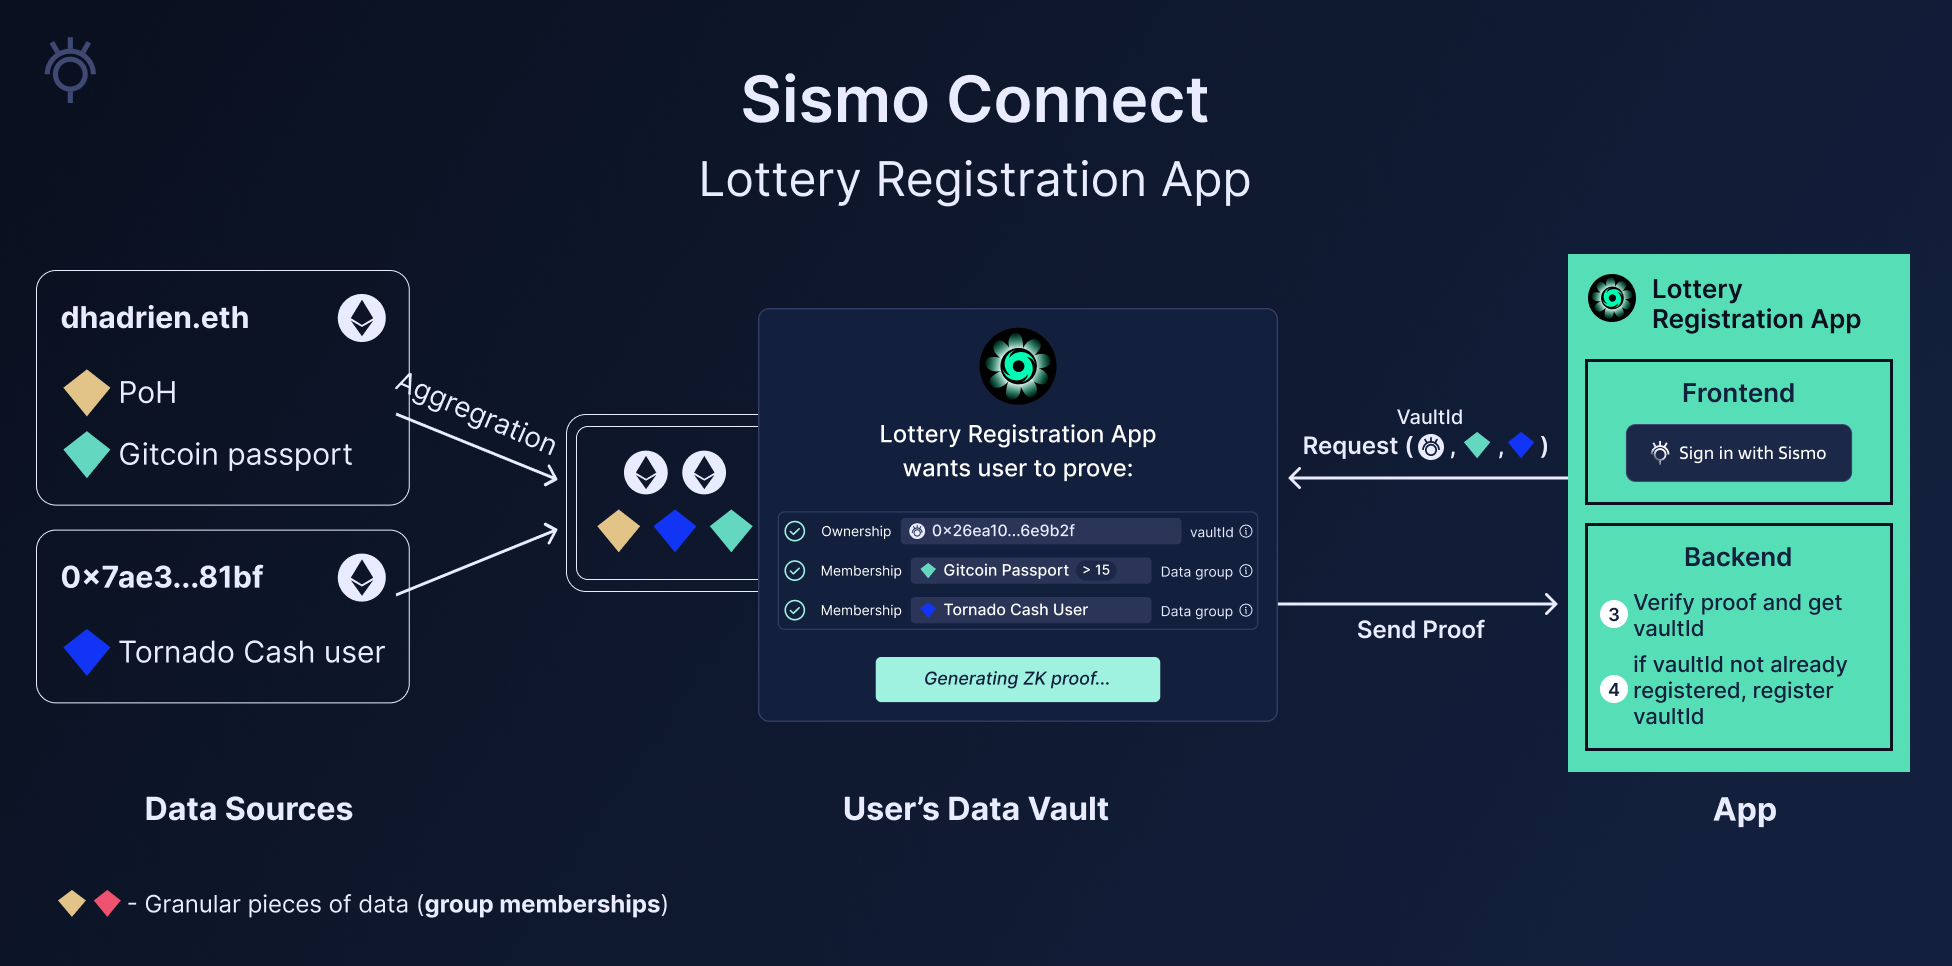 Sismo Connect
Lottery Registration App
dhadrien.eth
PoH
Gitcoin passport
0x7ae3...81bf
Tornado Cash user
Aggregration
Lottery Registration App
wants user to prove:
Ownership 0x26ea10...6e9b2f vaultId
Membership Gitcoin Passport > 15 Data group
Membership Tornado Cash User Data group
Generating ZK proof...
VaultId
Request ( , , )
Send Proof
Lottery
Registration App
Frontend
Sign in with Sismo
Backend
3 Verify proof and get
vaultId
4 if vaultId not already
registered, register
vaultId
Data Sources
User’s Data Vault
App
- Granular pieces of data (group memberships)